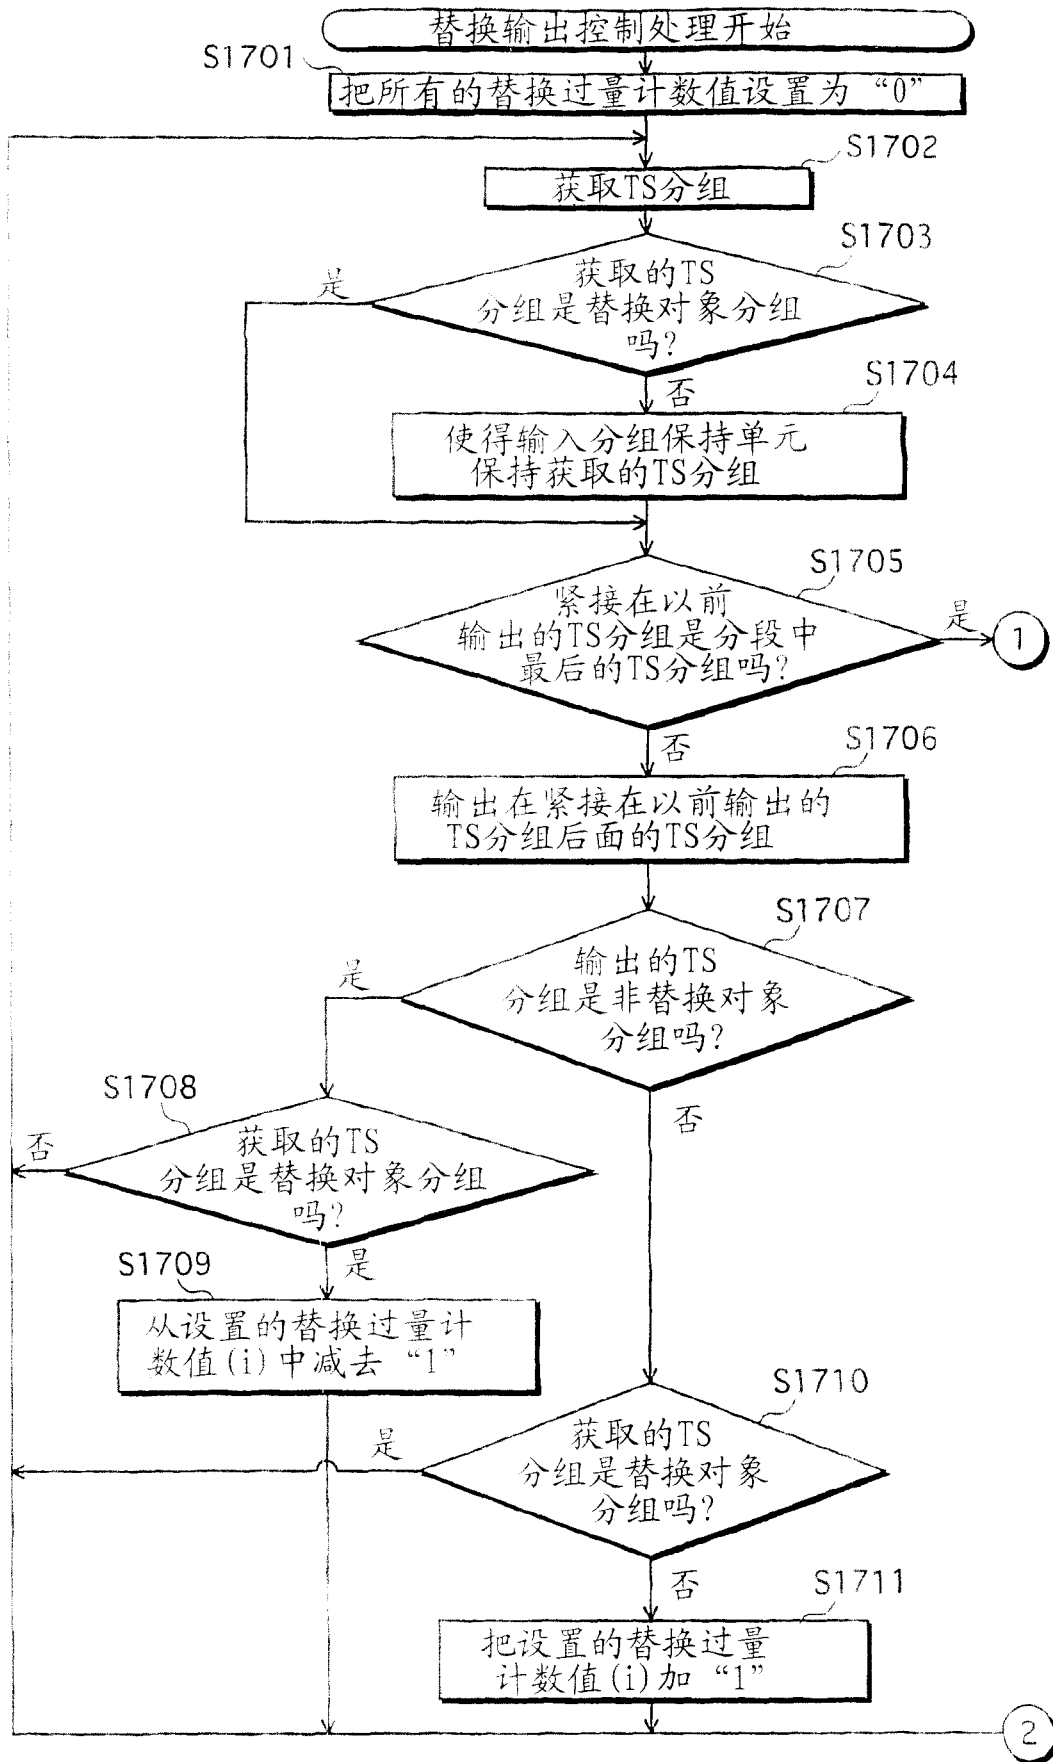 替换输出控制处理开始
S1701
把所有的替换过量计数值设置为“0”
S1702
获取TS分组
S1703
获取的TS
分组是替换对象分组
吗?
是
否
S1704
使得输入分组保持单元
保持获取的TS分组
S1705
紧接在以前
输出的TS分组是分段中
最后的TS分组吗?
是
1
否
S1706
输出在紧接在以前输出的
TS分组后面的TS分组
S1707
输出的TS
分组是非替换对象
分组吗?
是
否
S1708
获取的TS
分组是替换对象分组
吗?
否
是
S1709
从设置的替换过量计
数值(i)中减去“1”
S1710
获取的TS
分组是替换对象
分组吗?
是
否
S1711
把设置的替换过量
计数值(i)加“1”
2